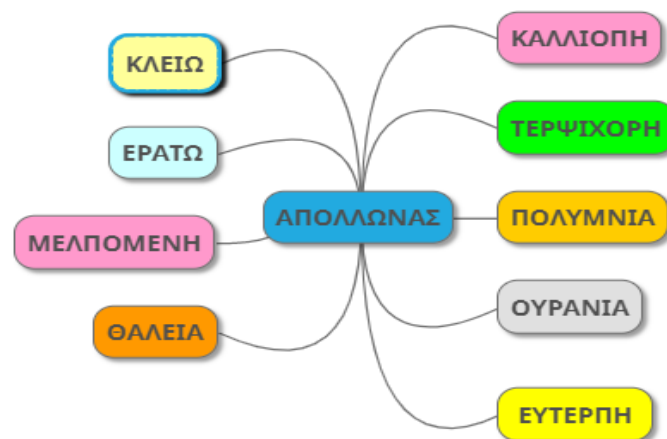 ΚΛΕΙΩ
ΕΡΑΤΩ
ΜΕΛΠΟΜΕΝΗ
ΘΑΛΕΙΑ
ΑΠΟΛΛΩΝΑΣ
ΚΑΛΛΙΟΠΗ
ΤΕΡΨΙΧΟΡΗ
ΠΟΛΥΜΝΙΑ
ΟΥΡΑΝΙΑ
ΕΥΤΕΡΠΗ